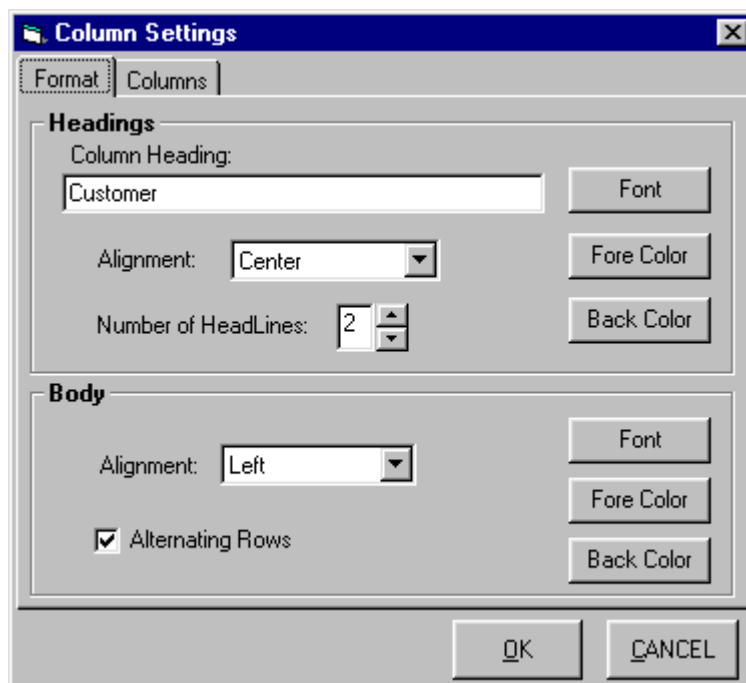 Column Settings
Format Columns
Headings
Column Heading:
Customer
Font
Alignment: Center
Fore Color
Number of HeadLines: 2
Back Color
Body
Font
Alignment: Left
Fore Color
Alternating Rows
Back Color
OK CANCEL